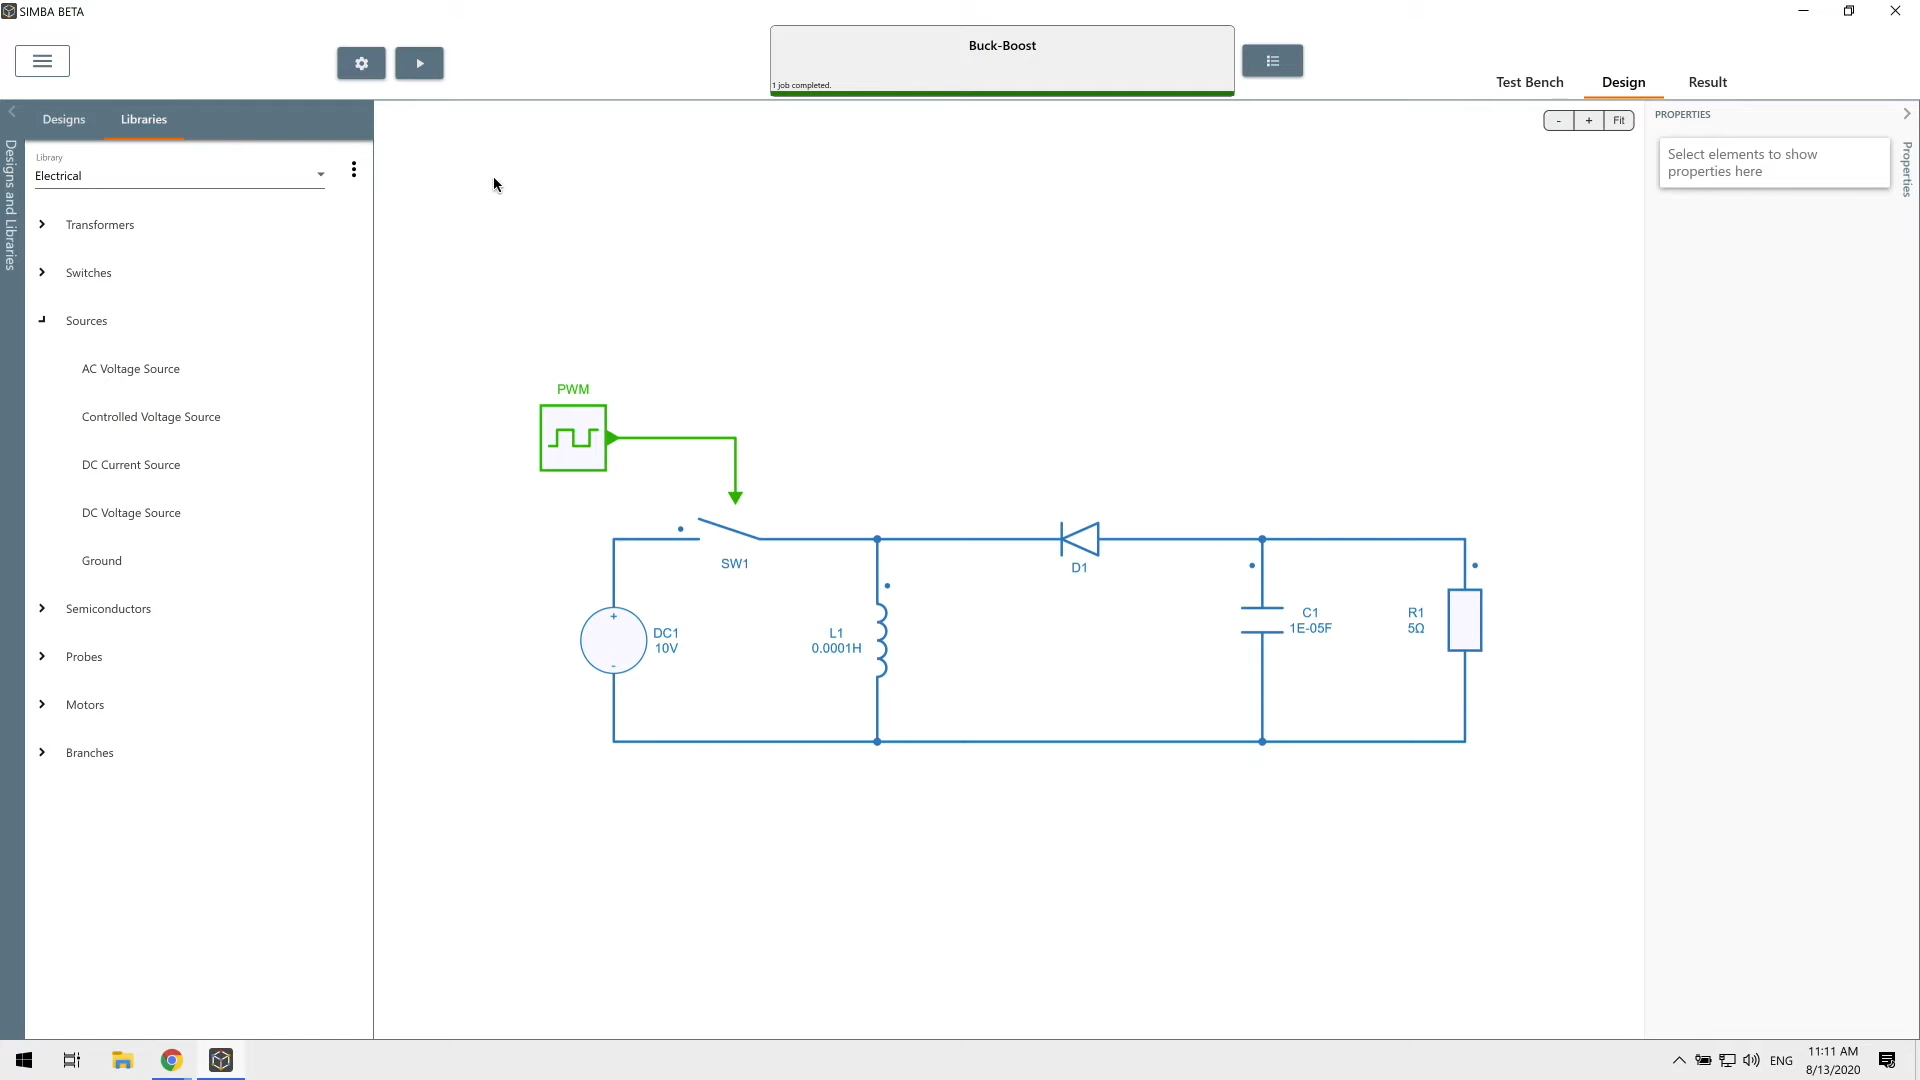 SIMBA BETA
Buck-Boost
1 job completed.
Test Bench
Design
Result
Designs
Libraries
- + Fit
PROPERTIES
Select elements to show
properties here
Properties
Designs and Libraries
Library
Electrical
Transformers
Switches
Sources
AC Voltage Source
Controlled Voltage Source
DC Current Source
DC Voltage Source
Ground
Semiconductors
Probes
Motors
Branches
PWM
SW1
D1
+
-
DC1
10V
L1
0.0001H
C1
1E-05F
R1
5Ω
ENG
11:11 AM
8/13/2020